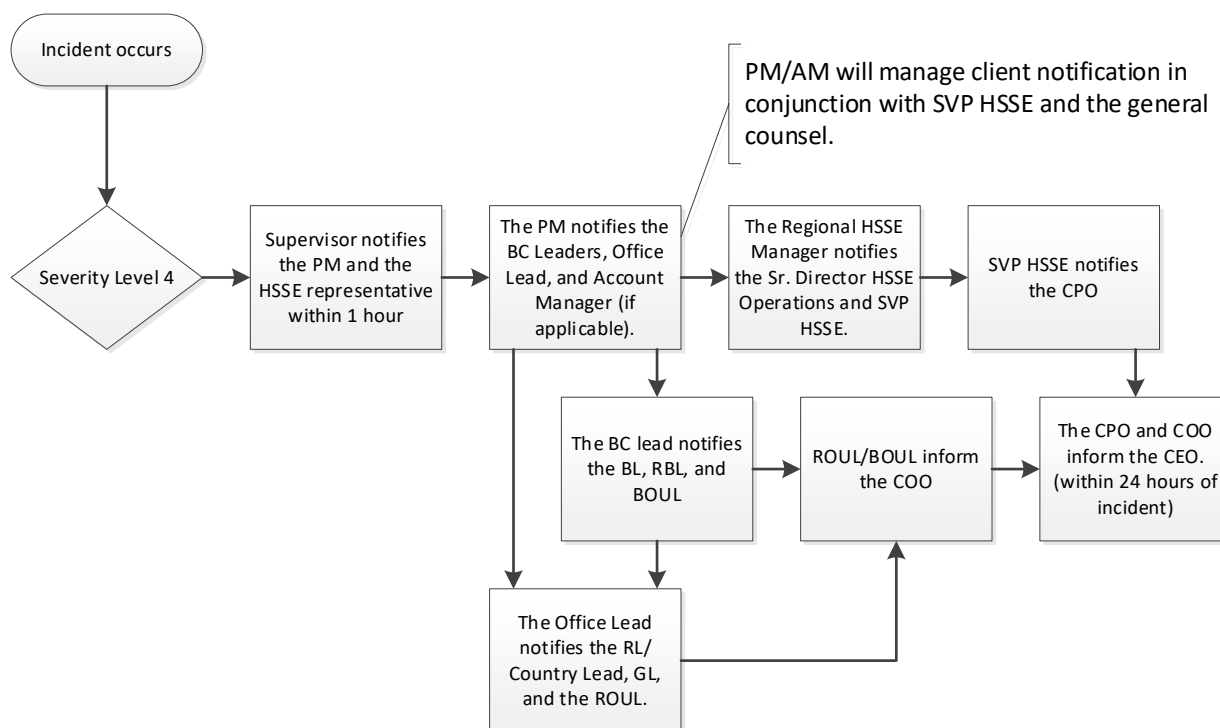 Incident occurs
PM/AM will manage client notification in
conjunction with SVP HSSE and the general
counsel.
Severity Level 4
Supervisor notifies
the PM and the
HSSE representative
within 1 hour
The PM notifies the
BC Leaders, Office
Lead, and Account
Manager (if
applicable).
The Regional HSSE
Manager notifies
the Sr. Director HSSE
Operations and SVP
HSSE.
SVP HSSE notifies
the CPO
The BC lead notifies
the BL, RBL, and
BOUL
ROUL/BOUL inform
the COO
The CPO and COO
inform the CEO.
(within 24 hours of
incident)
The Office Lead
notifies the RL/
Country Lead, GL,
and the ROUL.